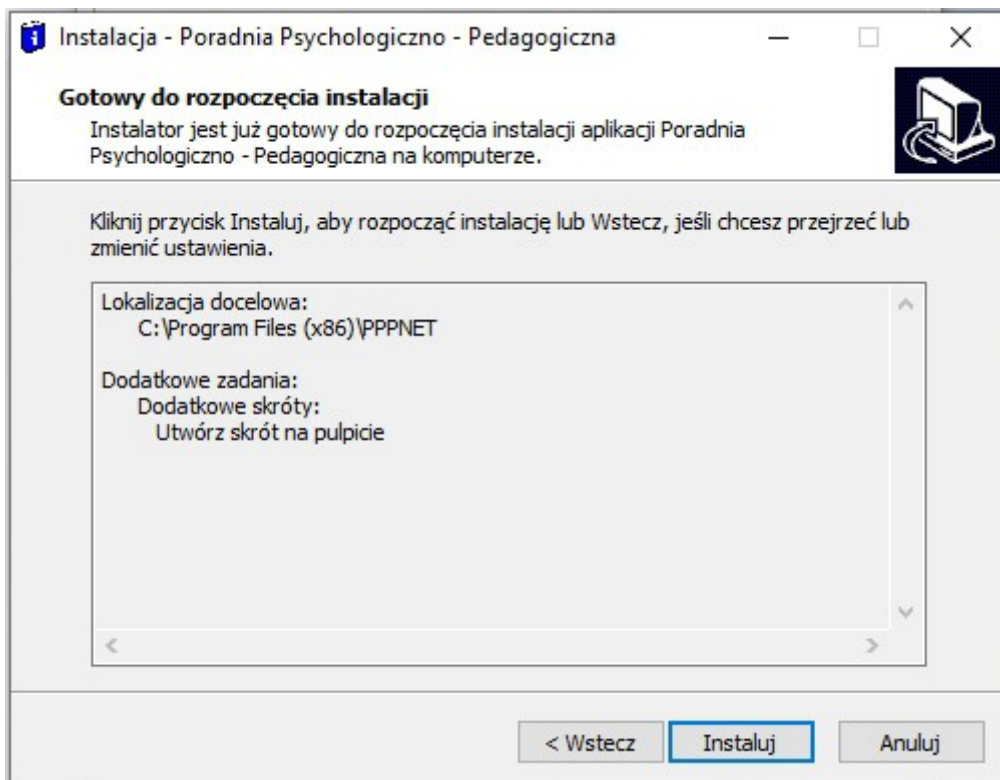 Instalacja - Poradnia Psychologiczno - Pedagogiczna
Gotowy do rozpoczęcia instalacji
Instalator jest już gotowy do rozpoczęcia instalacji aplikacji Poradnia
Psychologiczno - Pedagogiczna na komputerze.
Kliknij przycisk Instaluj, aby rozpocząć instalację lub Wstecz, jeśli chcesz przejrzeć lub
zmienić ustawienia.
Lokalizacja docelowa:
C:\Program Files (x86)\PPPNET
Dodatkowe zadania:
Dodatkowe skróty:
Utwórz skrót na pulpicie
< Wstecz
Instaluj
Anuluj